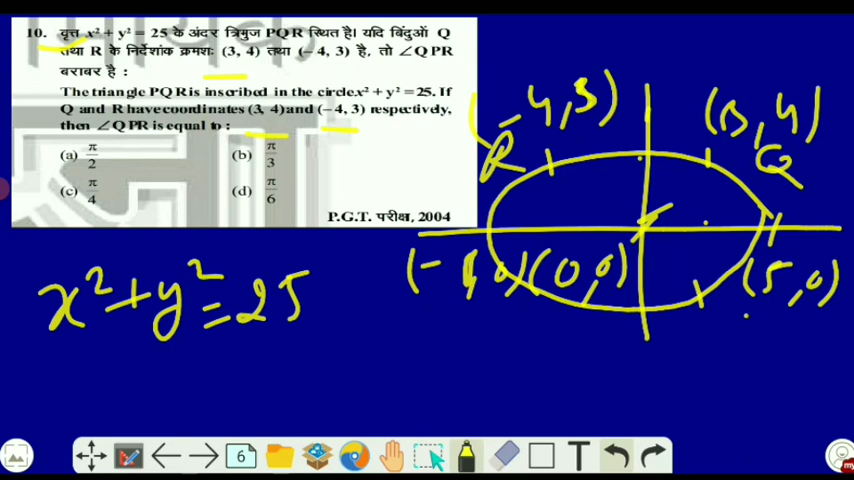 10. वृत्त x² + y² = 25 के अंदर त्रिभुज PQR स्थित है। यदि बिंदुओं Q
तथा R के निर्देशांक क्रमशः (3, 4) तथा (– 4, 3) है, तो ∠QPR
बराबर है :
The triangle PQR is inscribed in the circle x² + y² = 25. If
Q and R have coordinates (3, 4) and (– 4, 3) respectively,
then ∠QPR is equal to :
(a) π/2 (b) π/3
(c) π/4 (d) π/6
P.G.T. परीक्ष, 2004
-4,3) (3,4)
R Q
(0,0) (5,0)
x²+y²=25
6
T
my